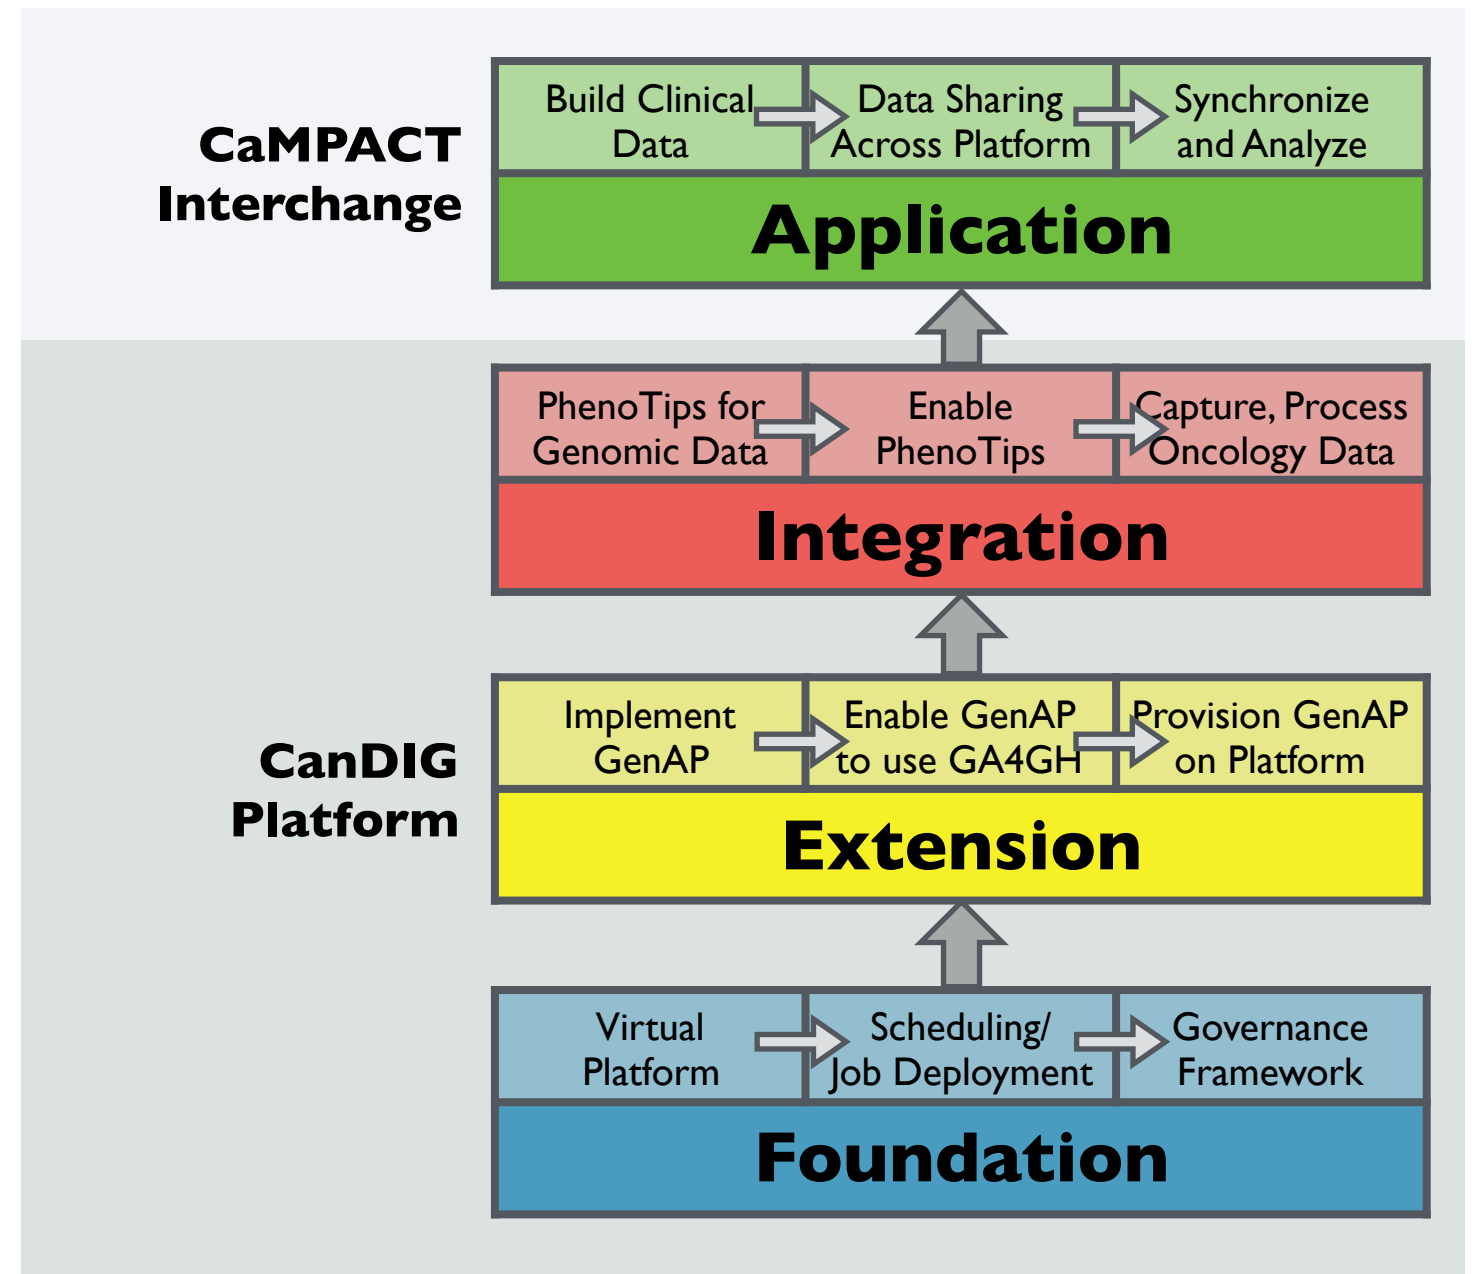 CaMPACT
Interchange
Build Clinical
Data
Data Sharing
Across Platform
Synchronize
and Analyze
Application
PhenoTips for
Genomic Data
Enable
PhenoTips
Capture, Process
Oncology Data
Integration
CanDIG
Platform
Implement
GenAP
Enable GenAP
to use GA4GH
Provision GenAP
on Platform
Extension
Virtual
Platform
Scheduling/
Job Deployment
Governance
Framework
Foundation